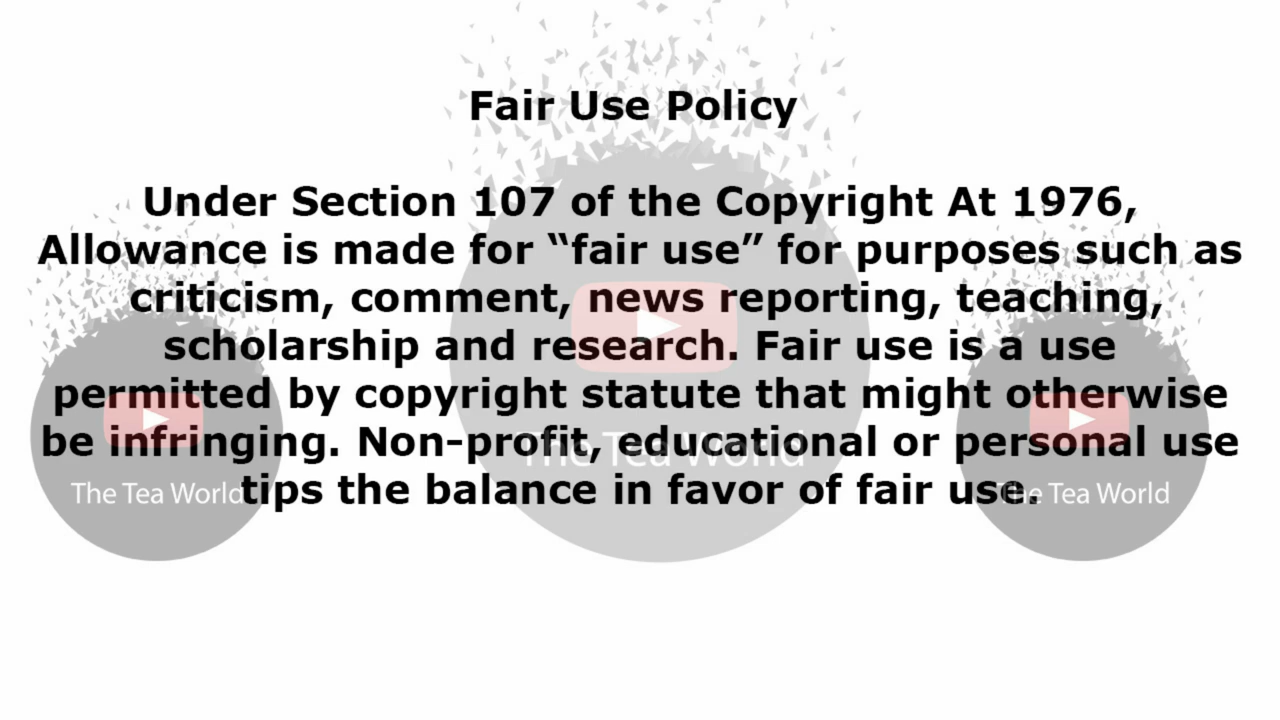 Fair Use Policy
Under Section 107 of the Copyright At 1976,
Allowance is made for “fair use” for purposes such as
criticism, comment, news reporting, teaching,
scholarship and research. Fair use is a use
permitted by copyright statute that might otherwise
be infringing. Non-profit, educational or personal use
tips the balance in favor of fair use.
The Tea World
The Tea World
The Tea World